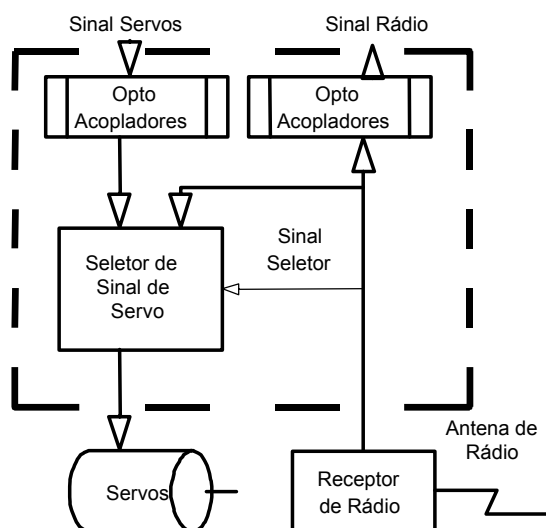 Sinal Servos
Sinal Rádio
Opto
Acopladores
Opto
Acopladores
Seletor de
Sinal de
Servo
Sinal
Seletor
Antena de
Rádio
Servos
Receptor
de Rádio